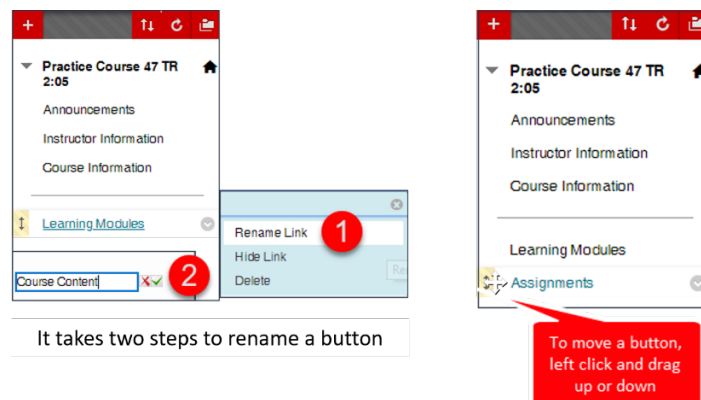 Practice Course 47 TR
2:05
Announcements
Instructor Information
Course Information
Learning Modules
Rename Link
1
Hide Link
Delete
Course Content
2
It takes two steps to rename a button
Practice Course 47 TR
2:05
Announcements
Instructor Information
Course Information
Learning Modules
Assignments
To move a button,
left click and drag
up or down